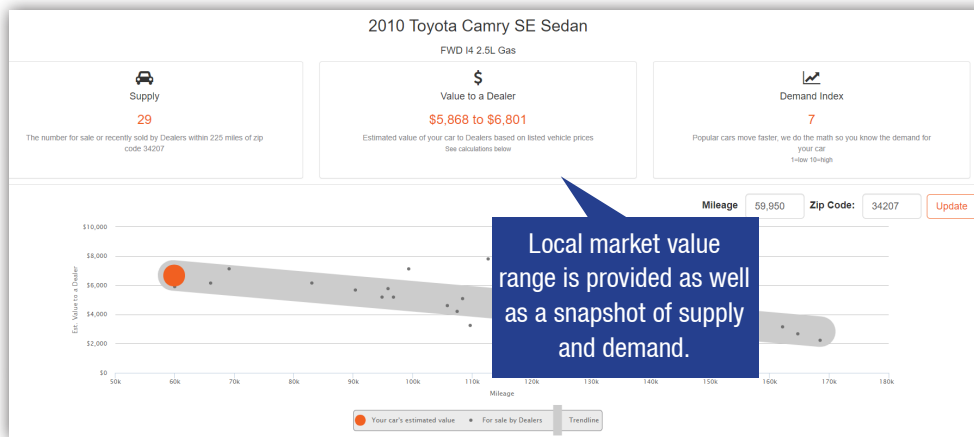 2010 Toyota Camry SE Sedan
FWD I4 2.5L Gas
Supply
29
The number for sale or recently sold by Dealers within 225 miles of zip
code 34207
$
Value to a Dealer
$5,868 to $6,801
Estimated value of your car to Dealers based on listed vehicle prices
See calculations below
Demand Index
7
Popular cars move faster, we do the math so you know the demand for
your car
1=low 10=high
Mileage 59,950 Zip Code: 34207 Update
Local market value
range is provided as well
as a snapshot of supply
and demand.
Est. Value to a Dealer
$10,000
$8,000
$6,000
$4,000
$2,000
$0
50k 60k 70k 80k 90k 100k 110k 120k 130k 140k 150k 160k 170k 180k
Mileage
Your car's estimated value For sale by Dealers Trendline